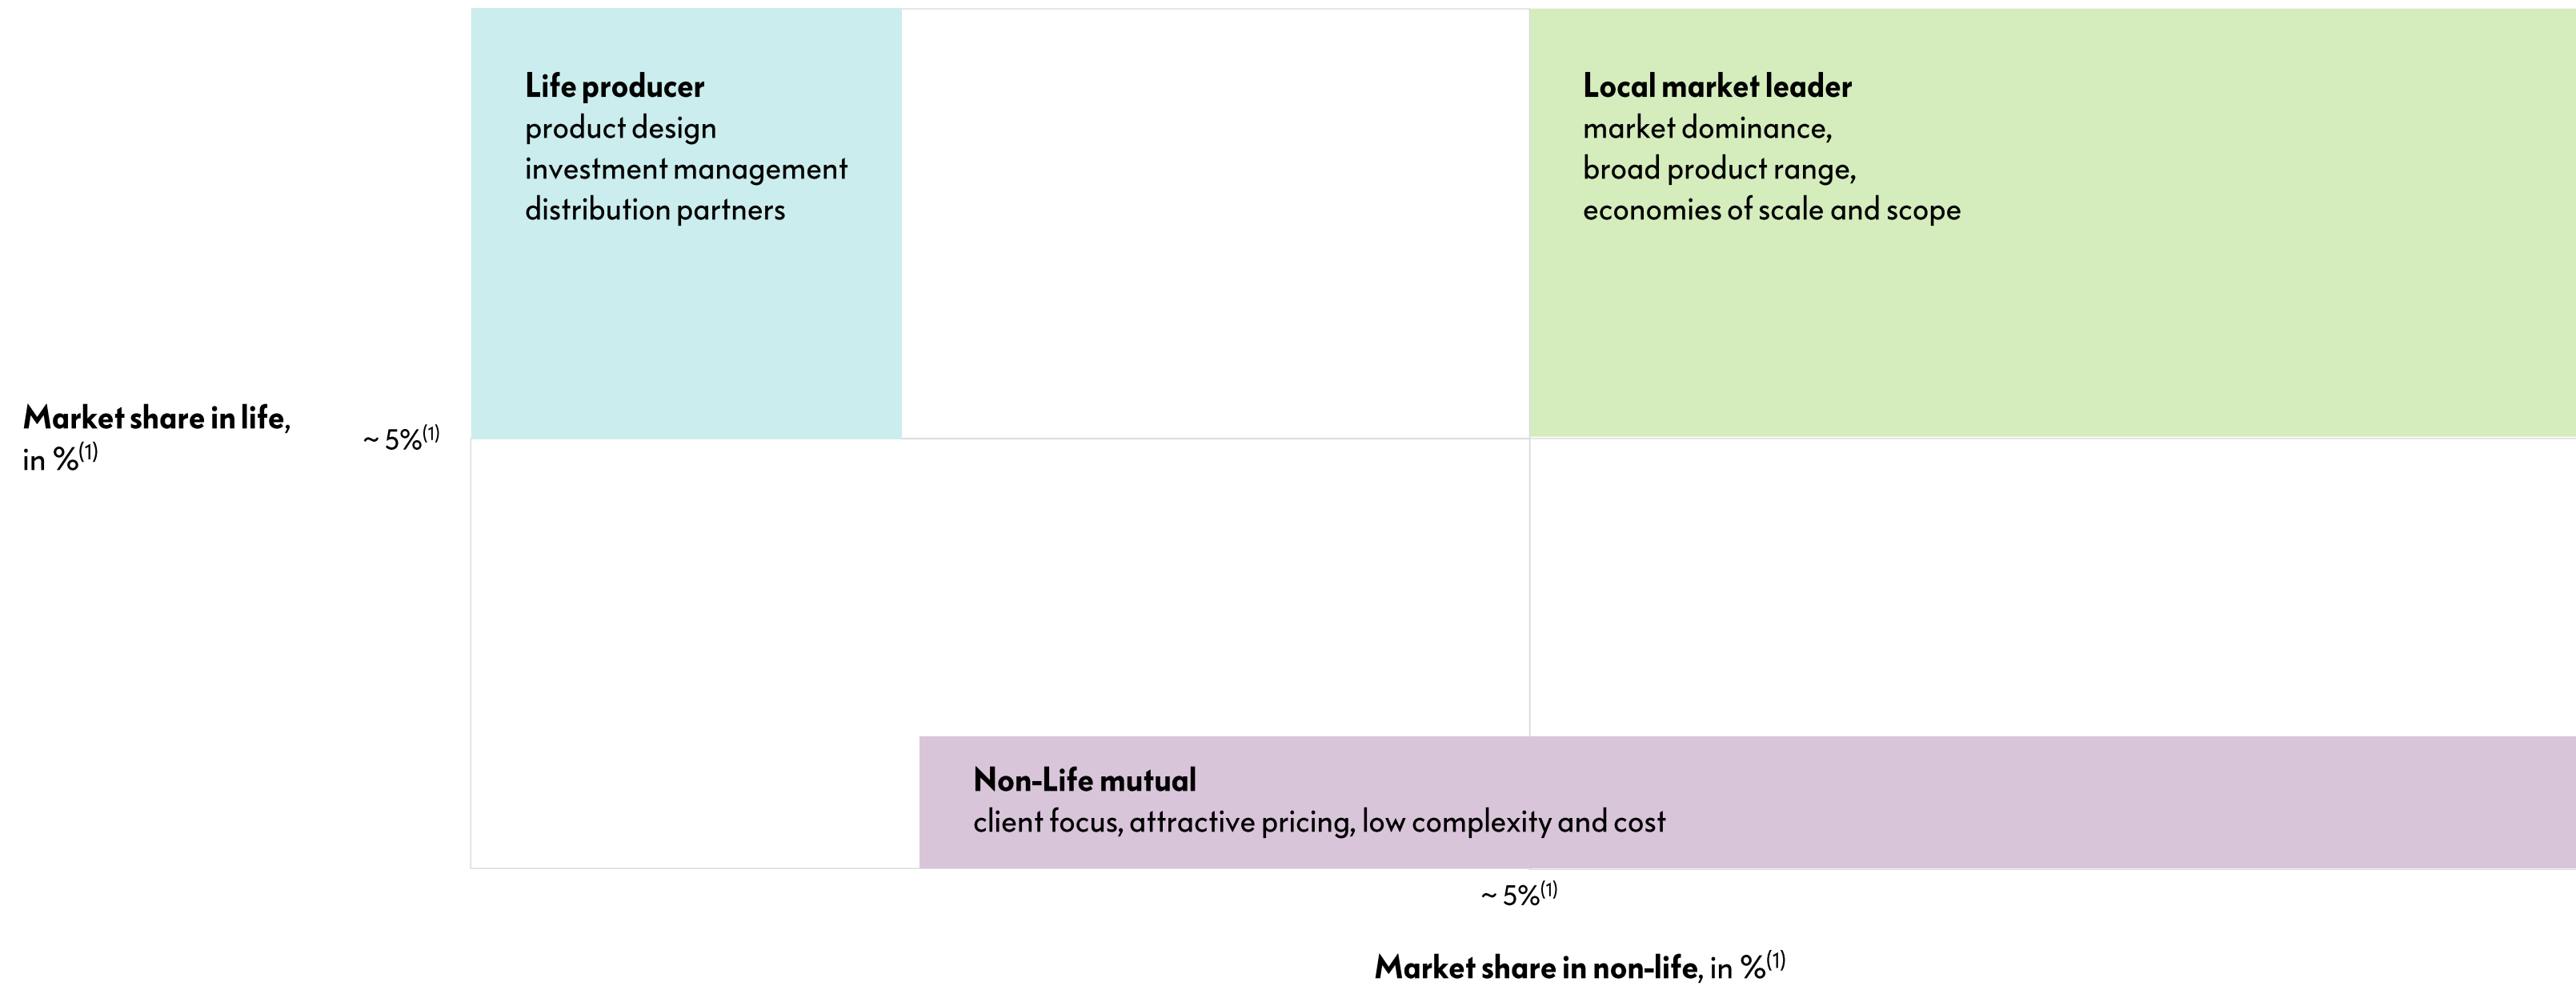 Life producer
product design
investment management
distribution partners
Local market leader
market dominance,
broad product range,
economies of scale and scope
Market share in life,
in %(1)
~ 5%(1)
Non-Life mutual
client focus, attractive pricing, low complexity and cost
~ 5%(1)
Market share in non-life, in %(1)